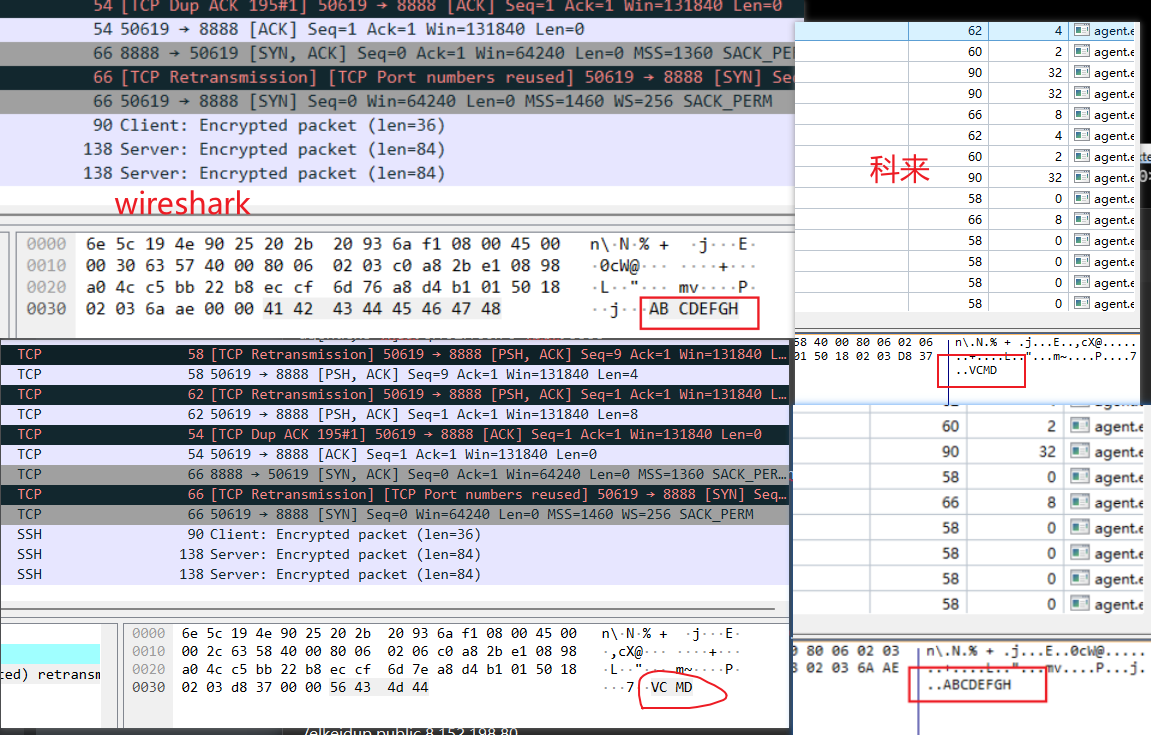 54 [TCP Dup ACK 195#1] 50619 → 8888 [ACK] Seq=1 Ack=1 Win=131840 Len=0
54 50619 → 8888 [ACK] Seq=1 Ack=1 Win=131840 Len=0
66 8888 → 50619 [SYN, ACK] Seq=0 Ack=1 Win=64240 Len=0 MSS=1360 SACK_PE
66 [TCP Retransmission] [TCP Port numbers reused] 50619 → 8888 [SYN] Se
66 50619 → 8888 [SYN] Seq=0 Win=64240 Len=0 MSS=1460 WS=256 SACK_PERM
90 Client: Encrypted packet (len=36)
138 Server: Encrypted packet (len=84)
138 Server: Encrypted packet (len=84)
wireshark
0000 6e 5c 19 4e 90 25 20 2b 20 93 6a f1 08 00 45 00 n\·N·% + ·j···E·
0010 00 30 63 57 40 00 80 06 02 03 c0 a8 2b e1 08 98 ·0cW@··· ····+···
0020 a0 4c c5 bb 22 b8 ec cf 6d 76 a8 d4 b1 01 50 18 ·L··"··· mv····P·
0030 02 03 6a ae 00 00 41 42 43 44 45 46 47 48 ··j···AB CDEFGH
62 4 agent.e
60 2 agent.e
90 32 agent.e
90 32 agent.e
66 8 agent.e
62 4 agent.e
60 2 agent.e
90 32 agent.e
58 0 agent.e
66 8 agent.e
58 0 agent.e
58 0 agent.e
58 0 agent.e
58 0 agent.e
科来
58 40 00 80 06 02 06 n\.N.% + .j...E..,cX@.....
01 50 18 02 03 D8 37 ..+....L.."...m~....P....7
..VCMD
TCP 58 [TCP Retransmission] 50619 → 8888 [PSH, ACK] Seq=9 Ack=1 Win=131840 L…
TCP 58 50619 → 8888 [PSH, ACK] Seq=9 Ack=1 Win=131840 Len=4
TCP 62 [TCP Retransmission] 50619 → 8888 [PSH, ACK] Seq=1 Ack=1 Win=131840 L…
TCP 62 50619 → 8888 [PSH, ACK] Seq=1 Ack=1 Win=131840 Len=8
TCP 54 [TCP Dup ACK 195#1] 50619 → 8888 [ACK] Seq=1 Ack=1 Win=131840 Len=0
TCP 54 50619 → 8888 [ACK] Seq=1 Ack=1 Win=131840 Len=0
TCP 66 8888 → 50619 [SYN, ACK] Seq=0 Ack=1 Win=64240 Len=0 MSS=1360 SACK_PER…
TCP 66 [TCP Retransmission] [TCP Port numbers reused] 50619 → 8888 [SYN] Seq…
TCP 66 50619 → 8888 [SYN] Seq=0 Win=64240 Len=0 MSS=1460 WS=256 SACK_PERM
SSH 90 Client: Encrypted packet (len=36)
SSH 138 Server: Encrypted packet (len=84)
SSH 138 Server: Encrypted packet (len=84)
ced) retransm
0000 6e 5c 19 4e 90 25 20 2b 20 93 6a f1 08 00 45 00 n\·N·% + ·j···E·
0010 00 2c 63 58 40 00 80 06 02 06 c0 a8 2b e1 08 98 ·,cX@··· ····+···
0020 a0 4c c5 bb 22 b8 ec cf 6d 7e a8 d4 b1 01 50 18 ·L··"··· m~····P·
0030 02 03 d8 37 00 00 56 43 4d 44 ···7··VC MD
60 2 agent.e
90 32 agent.e
58 0 agent.e
66 8 agent.e
58 0 agent.e
58 0 agent.e
58 0 agent.e
58 0 agent.e
0 80 06 02 03 n\.N.% + .j...E..0cW@.....
8 02 03 6A AE ..+....L.."...mv....P...j.
..ABCDEFGH
/elkeidup public 8.152.198.80